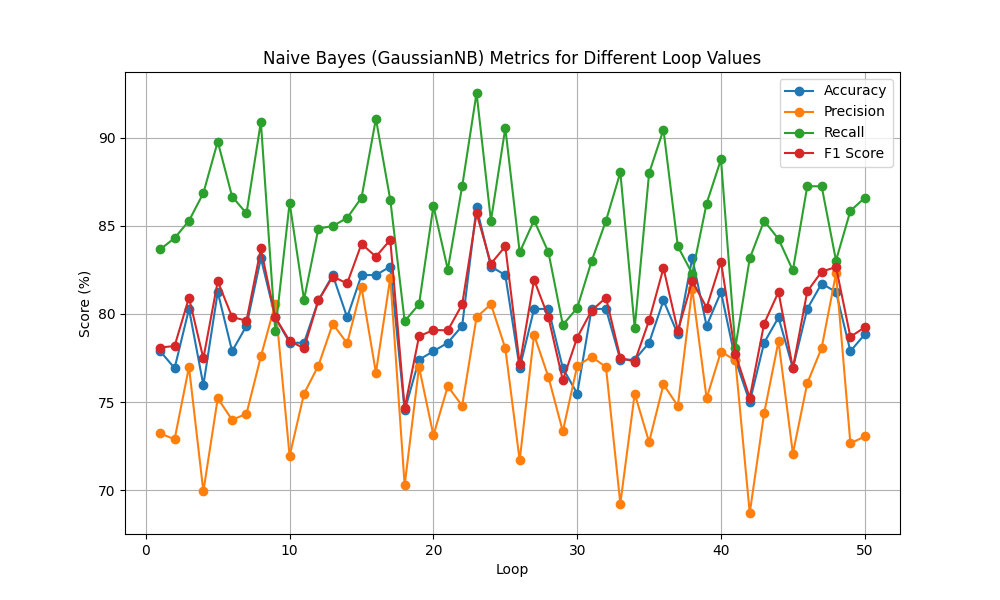 Naive Bayes (GaussianNB) Metrics for Different Loop Values
Accuracy
Precision
Recall
F1 Score
Score (%)
90
85
80
75
70
0
10
20
30
40
50
Loop